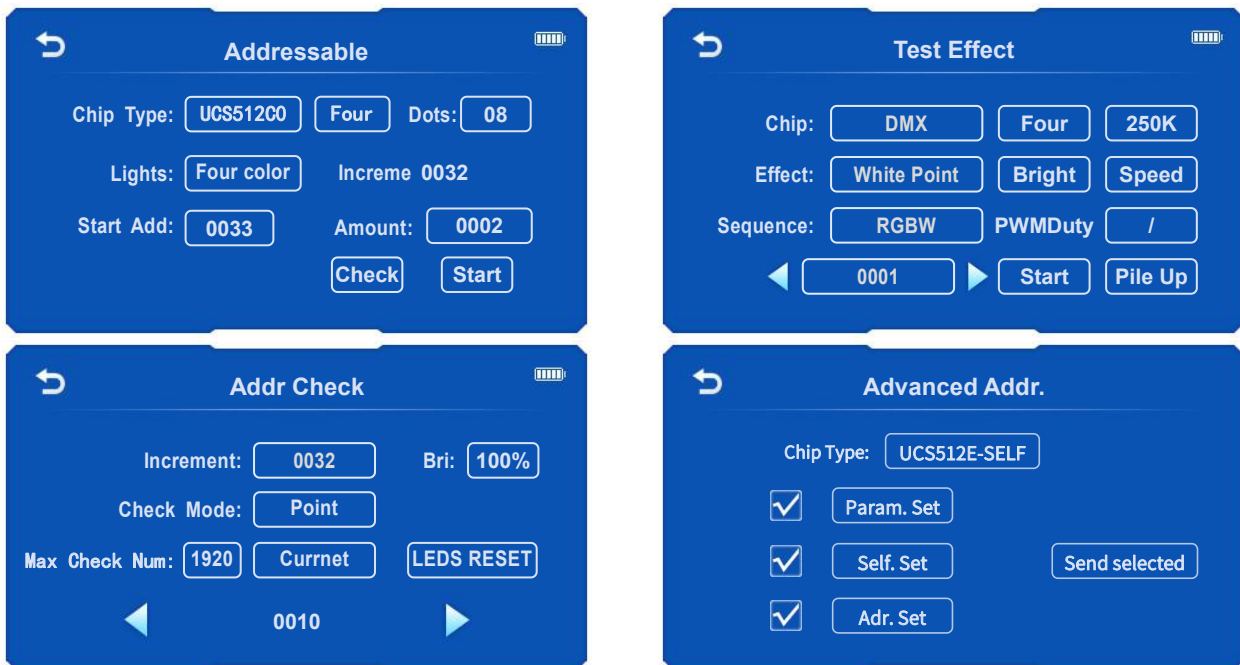 Addressable
Chip Type: UCS512C0 Four Dots: 08
Lights: Four color Increme 0032
Start Add: 0033 Amount: 0002
Check Start
Test Effect
Chip: DMX Four 250K
Effect: White Point Bright Speed
Sequence: RGBW PWMDuty /
0001 Start Pile Up
Addr Check
Increment: 0032 Bri: 100%
Check Mode: Point
Max Check Num: 1920 Currnet LEDS RESET
0010
Advanced Addr.
Chip Type: UCS512E-SELF
Param. Set
Self. Set Send selected
Adr. Set